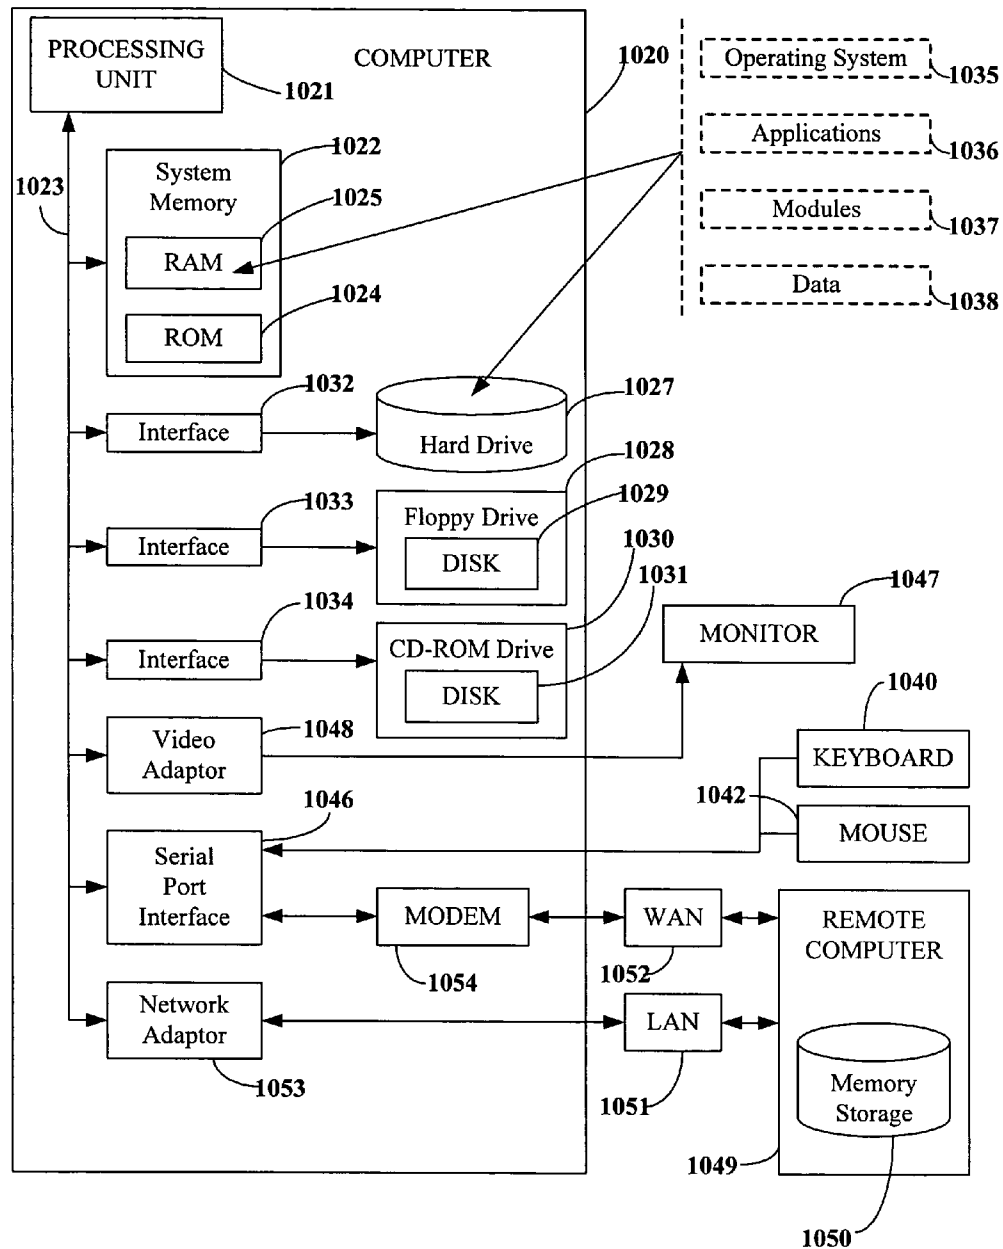 PROCESSING
UNIT
1021
COMPUTER
1020
Operating System
1035
Applications
1036
Modules
1037
Data
1038
1023
1022
System
Memory
1025
RAM
1024
ROM
1032
Interface
1027
Hard Drive
1033
Interface
1028
Floppy Drive
1029
DISK
1034
Interface
1030
CD-ROM Drive
1031
DISK
1047
MONITOR
1048
Video
Adaptor
1040
KEYBOARD
1042
MOUSE
1046
Serial
Port
Interface
MODEM
1054
WAN
1052
REMOTE
COMPUTER
Network
Adaptor
1053
LAN
1051
Memory
Storage
1049
1050